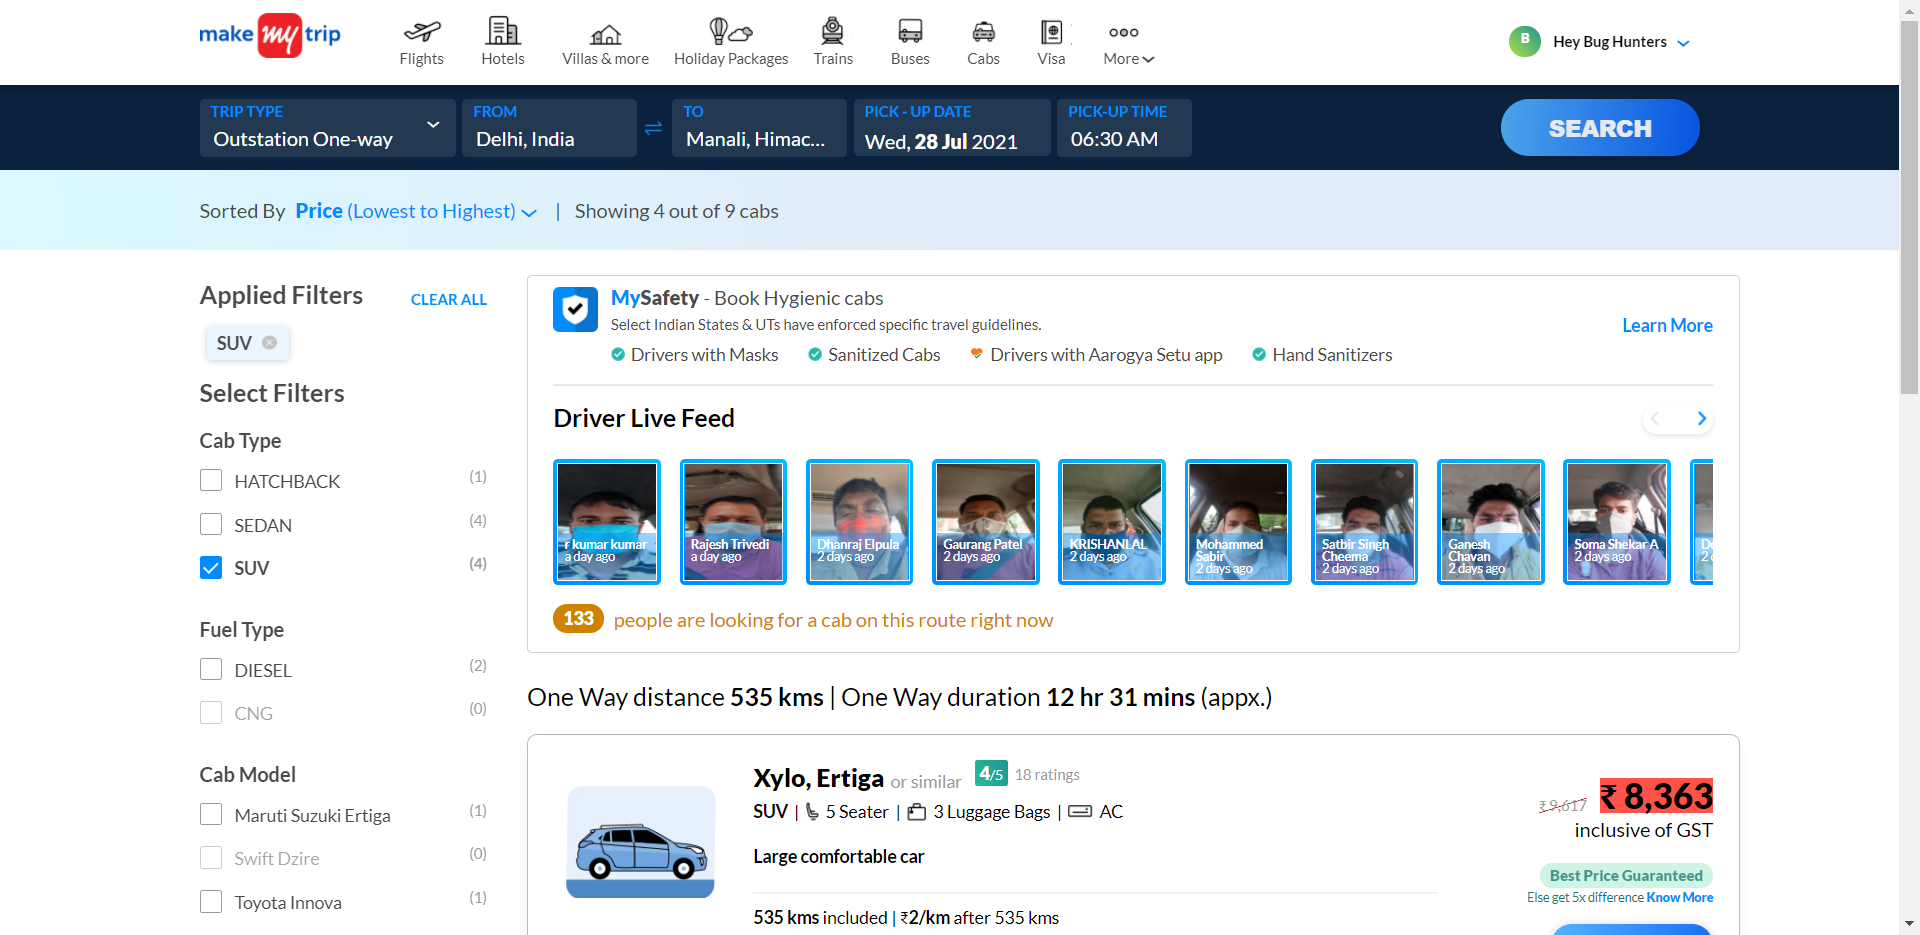 make my trip
Flights
Hotels
Villas & more
Holiday Packages
Trains
Buses
Cabs
Visa
More
B
Hey Bug Hunters
TRIP TYPE
Outstation One-way
FROM
Delhi, India
TO
Manali, Himac...
PICK - UP DATE
Wed, 28 Jul 2021
PICK-UP TIME
06:30 AM
SEARCH
Sorted By Price (Lowest to Highest) | Showing 4 out of 9 cabs
Applied Filters
CLEAR ALL
SUV
Select Filters
Cab Type
HATCHBACK (1)
SEDAN (4)
SUV (4)
Fuel Type
DIESEL (2)
CNG (0)
Cab Model
Maruti Suzuki Ertiga (1)
Swift Dzire (0)
Toyota Innova (1)
MySafety - Book Hygienic cabs
Select Indian States & UTs have enforced specific travel guidelines.
Learn More
Drivers with Masks
Sanitized Cabs
Drivers with Aarogya Setu app
Hand Sanitizers
Driver Live Feed
r kumar kumar
a day ago
Rajesh Trivedi
a day ago
Dhanraj Elpula
2 days ago
Gaurang Patel
2 days ago
KRISHANLAL
2 days ago
Mohammed
Sabir
2 days ago
Satbir Singh
Cheema
2 days ago
Ganesh
Chavan
2 days ago
Soma Shekar A
2 days ago
133 people are looking for a cab on this route right now
One Way distance 535 kms | One Way duration 12 hr 31 mins (appx.)
Xylo, Ertiga or similar 4/5 18 ratings
SUV | 5 Seater | 3 Luggage Bags | AC
Large comfortable car
535 kms included | ₹2/km after 535 kms
₹ 9,617 ₹ 8,363
inclusive of GST
Best Price Guaranteed
Else get 5x difference Know More